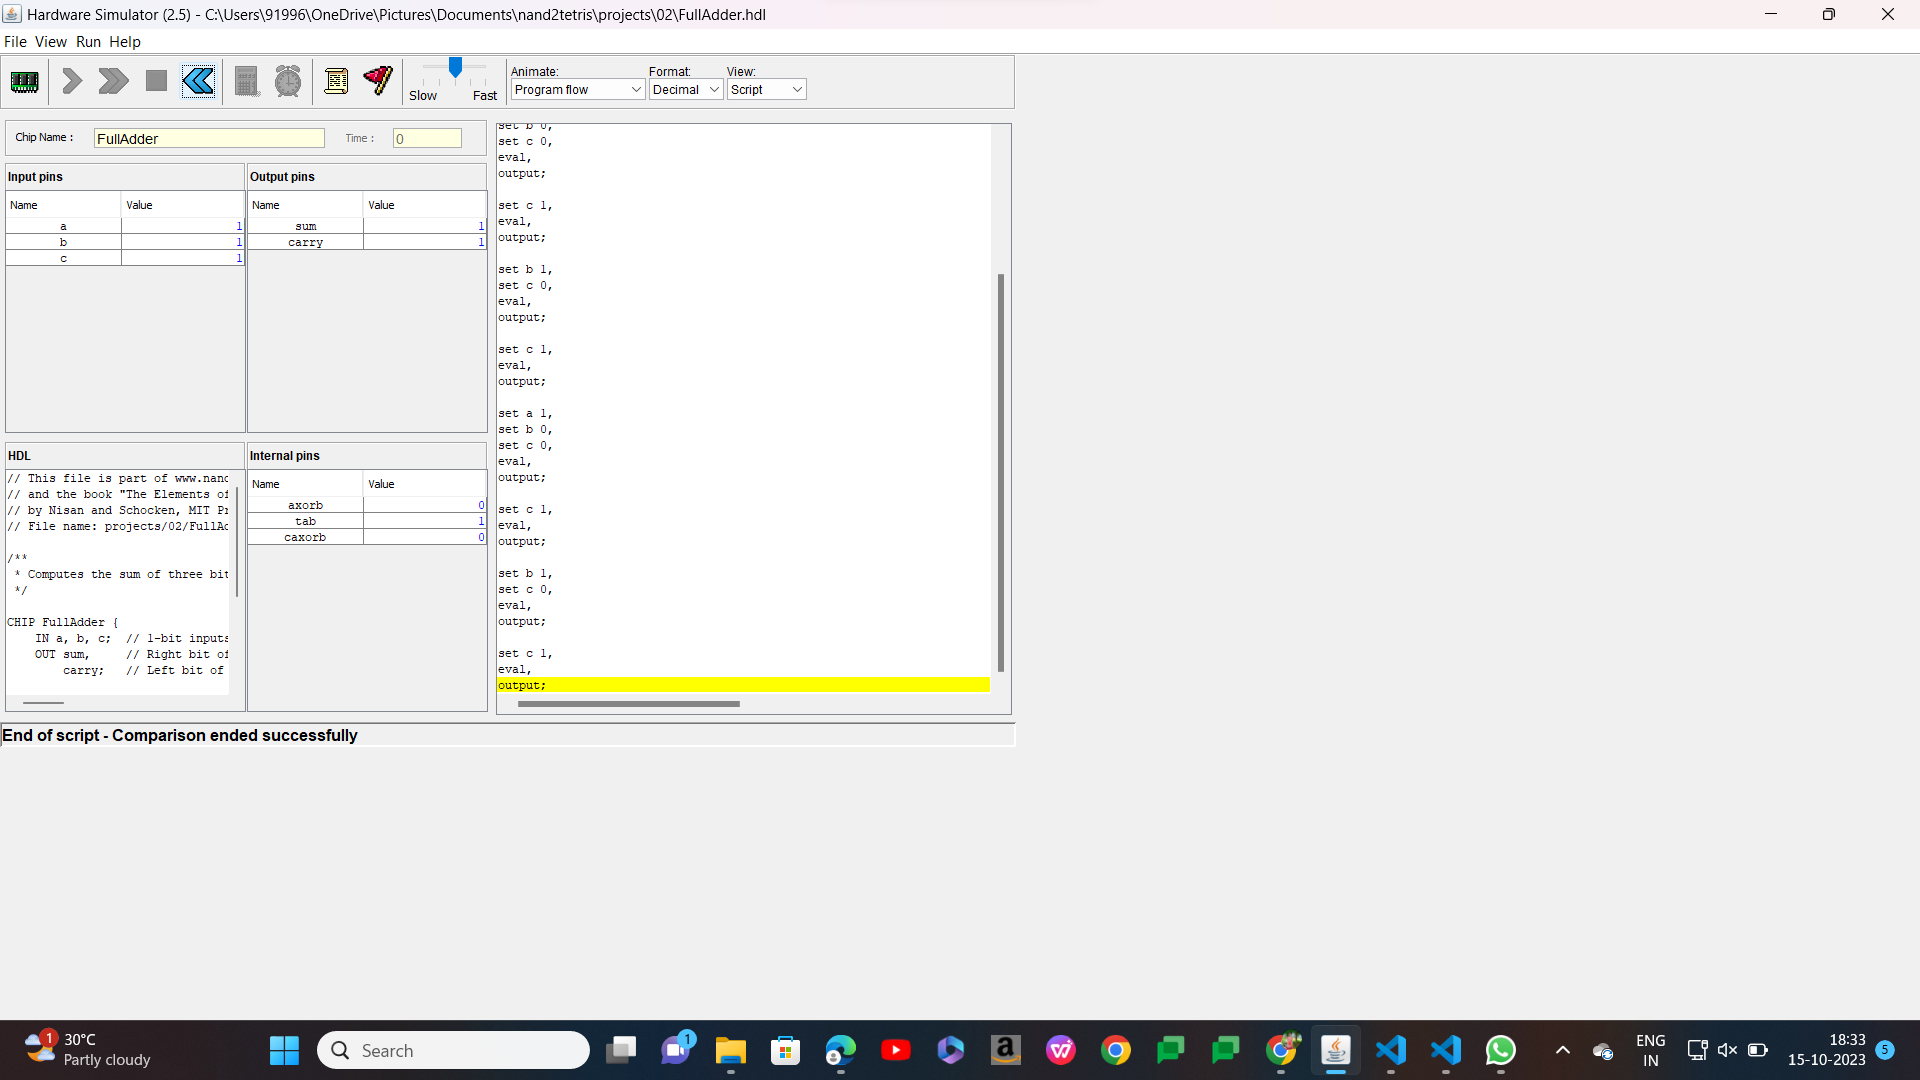 Hardware Simulator (2.5) - C:\Users\91996\OneDrive\Pictures\Documents\nand2tetris\projects\02\FullAdder.hdl
File View Run Help
Slow Fast
Animate: Format: View:
Program flow Decimal Script
Chip Name : FullAdder Time : 0
Input pins
Name Value
a 1
b 1
c 1
Output pins
Name Value
sum 1
carry 1
HDL
// This file is part of www.nand
// and the book "The Elements of
// by Nisan and Schocken, MIT Pr
// File name: projects/02/FullAd
/**
* Computes the sum of three bit
*/
CHIP FullAdder {
IN a, b, c; // 1-bit inputs
OUT sum, // Right bit of
carry; // Left bit of
Internal pins
Name Value
axorb 0
tab 1
caxorb 0
set b 0,
set c 0,
eval,
output;
set c 1,
eval,
output;
set b 1,
set c 0,
eval,
output;
set c 1,
eval,
output;
set a 1,
set b 0,
set c 0,
eval,
output;
set c 1,
eval,
output;
set b 1,
set c 0,
eval,
output;
set c 1,
eval,
output;
End of script - Comparison ended successfully
1
30°C
Partly cloudy
Search
1
a
ENG
IN
18:33
15-10-2023
5